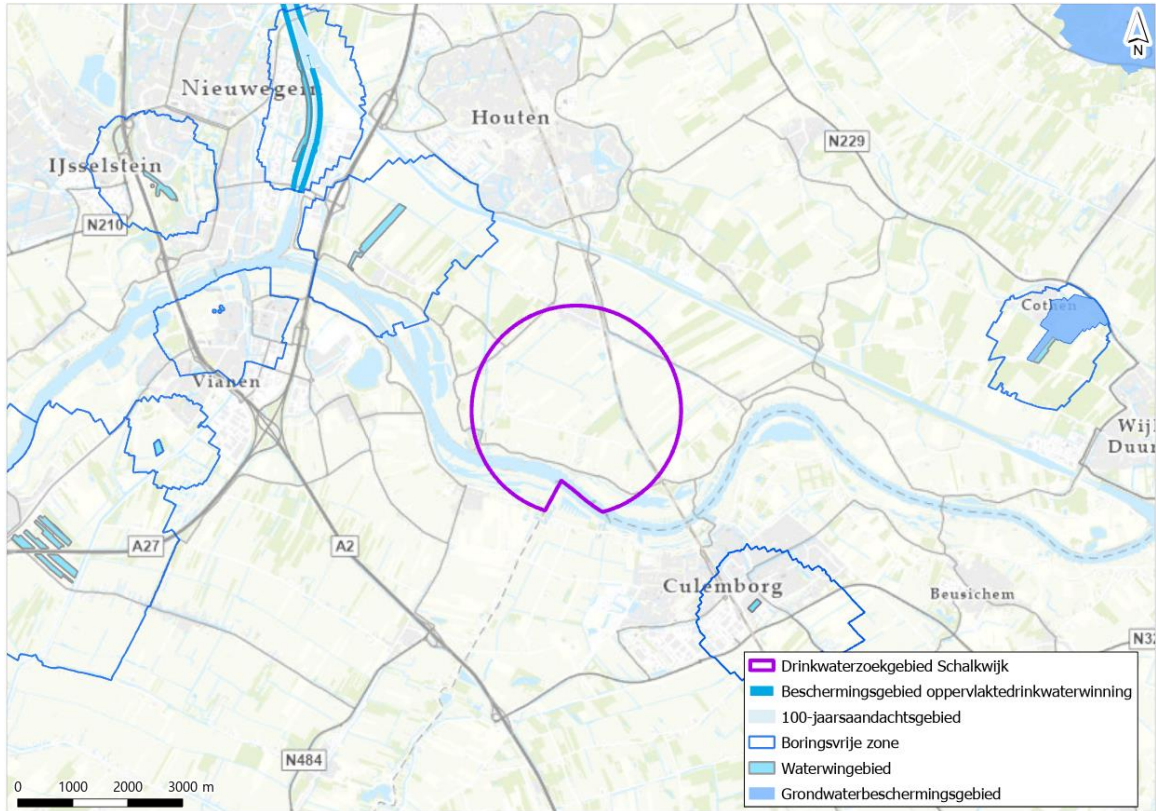 N
Nieuwegein
Houten
N229
IJsselstein
N210
Cothen
Vianen
Wijk
Duur
A27
A2
Culemborg
Beusichem
N32
N484
Drinkwaterzoekgebied Schalkwijk
Beschermingsgebied oppervlaktedrinkwaterwinning
100-jaarsaandachtsgebied
Boringsvrije zone
Waterwingebied
Grondwaterbeschermingsgebied
0 1000 2000 3000 m